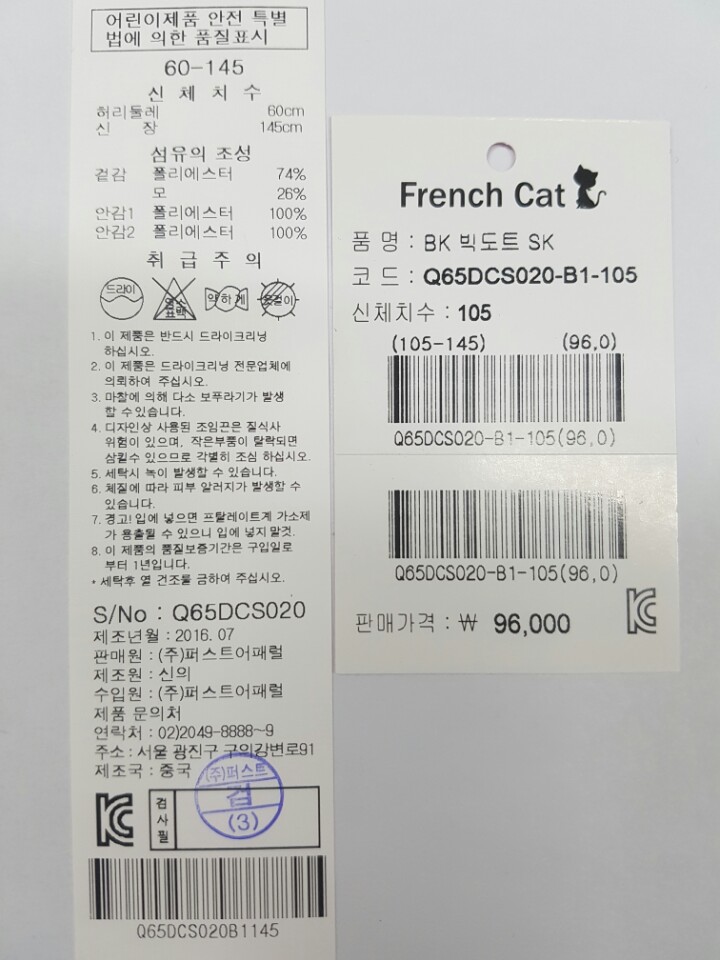 어린이제품 안전 특별
법에 의한 품질표시
60-145
신 체 치 수
허리둘레 60cm
신 장 145cm
섬유의 조성
겉감 폴리에스터 74%
모 26%
안감1 폴리에스터 100%
안감2 폴리에스터 100%
취 급 주 의
드라이 염소 표백 약하게 옷걸이
1. 이 제품은 반드시 드라이크리닝
하십시오.
2. 이 제품은 드라이크리닝 전문업체에
의뢰하여 주십시오.
3. 마찰에 의해 다소 보푸라기가 발생
할 수 있습니다.
4. 디자인상 사용된 조임끈은 질식사
위험이 있으며, 작은부품이 탈락되면
삼킬수 있으므로 각별히 조심 하십시오.
5. 세탁시 녹이 발생할 수 있습니다.
6. 체질에 따라 피부 알러지가 발생할 수
있습니다.
7. 경고! 입에 넣으면 프탈레이트계 가소제
가 용출될 수 있으니 입에 넣지 말것.
8. 이 제품의 품질보증기간은 구입일로
부터 1년입니다.
* 세탁후 열 건조를 금하여 주십시오.
S/No : Q65DCS020
제조년월 : 2016. 07
판매원 : (주)퍼스트어패럴
제조원 : 신의
수입원 : (주)퍼스트어패럴
제품 문의처
연락처 : 02)2049-8888~9
주소 : 서울 광진구 구의강변로91
제조국 : 중국
(주)퍼스트
검
(3)
KC
검사필
Q65DCS020B1145
French Cat
품 명 : BK 빅도트 SK
코 드 : Q65DCS020-B1-105
신체치수 : 105
(105-145) (96.0)
Q65DCS020-B1-105(96.0)
Q65DCS020-B1-105(96.0)
판매가격 : ₩ 96,000
KC